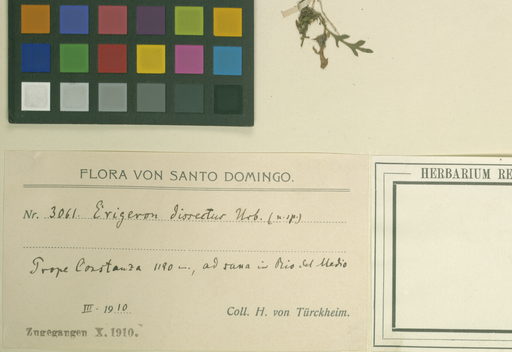 FLORA VON SANTO DOMINGO.
Nr. 3061. Erigeron dissectus Urb. (n. sp.)
Prope Constanza 1180 m., ad saxa in Rio del Medio
III - 1910
Coll. H. von Türckheim.
Zugegangen X. 1910.
HERBARIUM RE